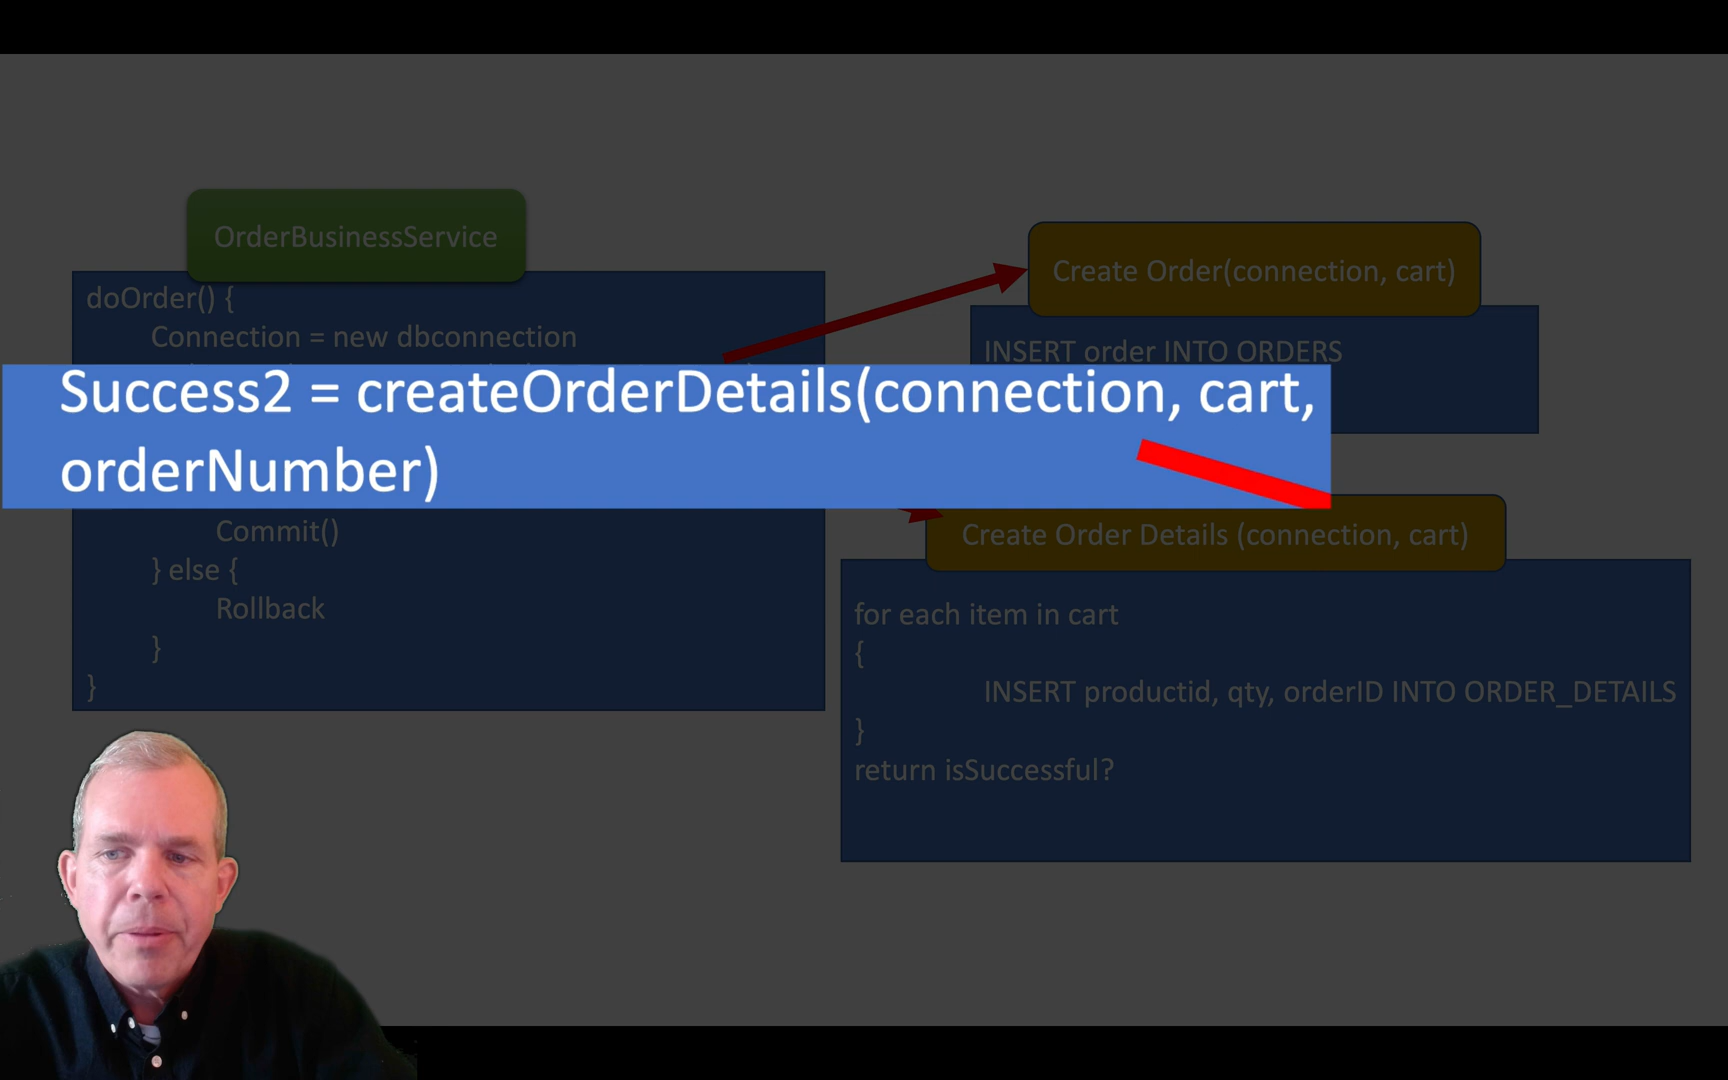 OrderBusinessService
doOrder() {
Connection = new dbconnection
Success2 = createOrderDetails(connection, cart,
orderNumber)
Commit()
} else {
Rollback
}
}
Create Order(connection, cart)
INSERT order INTO ORDERS
Create Order Details (connection, cart)
for each item in cart
{
INSERT productid, qty, orderID INTO ORDER_DETAILS
}
return isSuccessful?